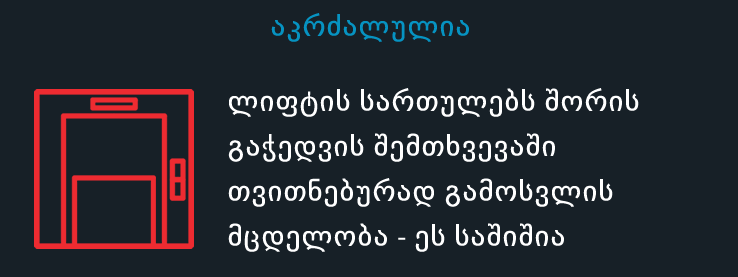 აკრძალულია
ლიფტის სართულებს შორის
გაჭედვის შემთხვევაში
თვითნებურად გამოსვლის
მცდელობა - ეს საშიშია